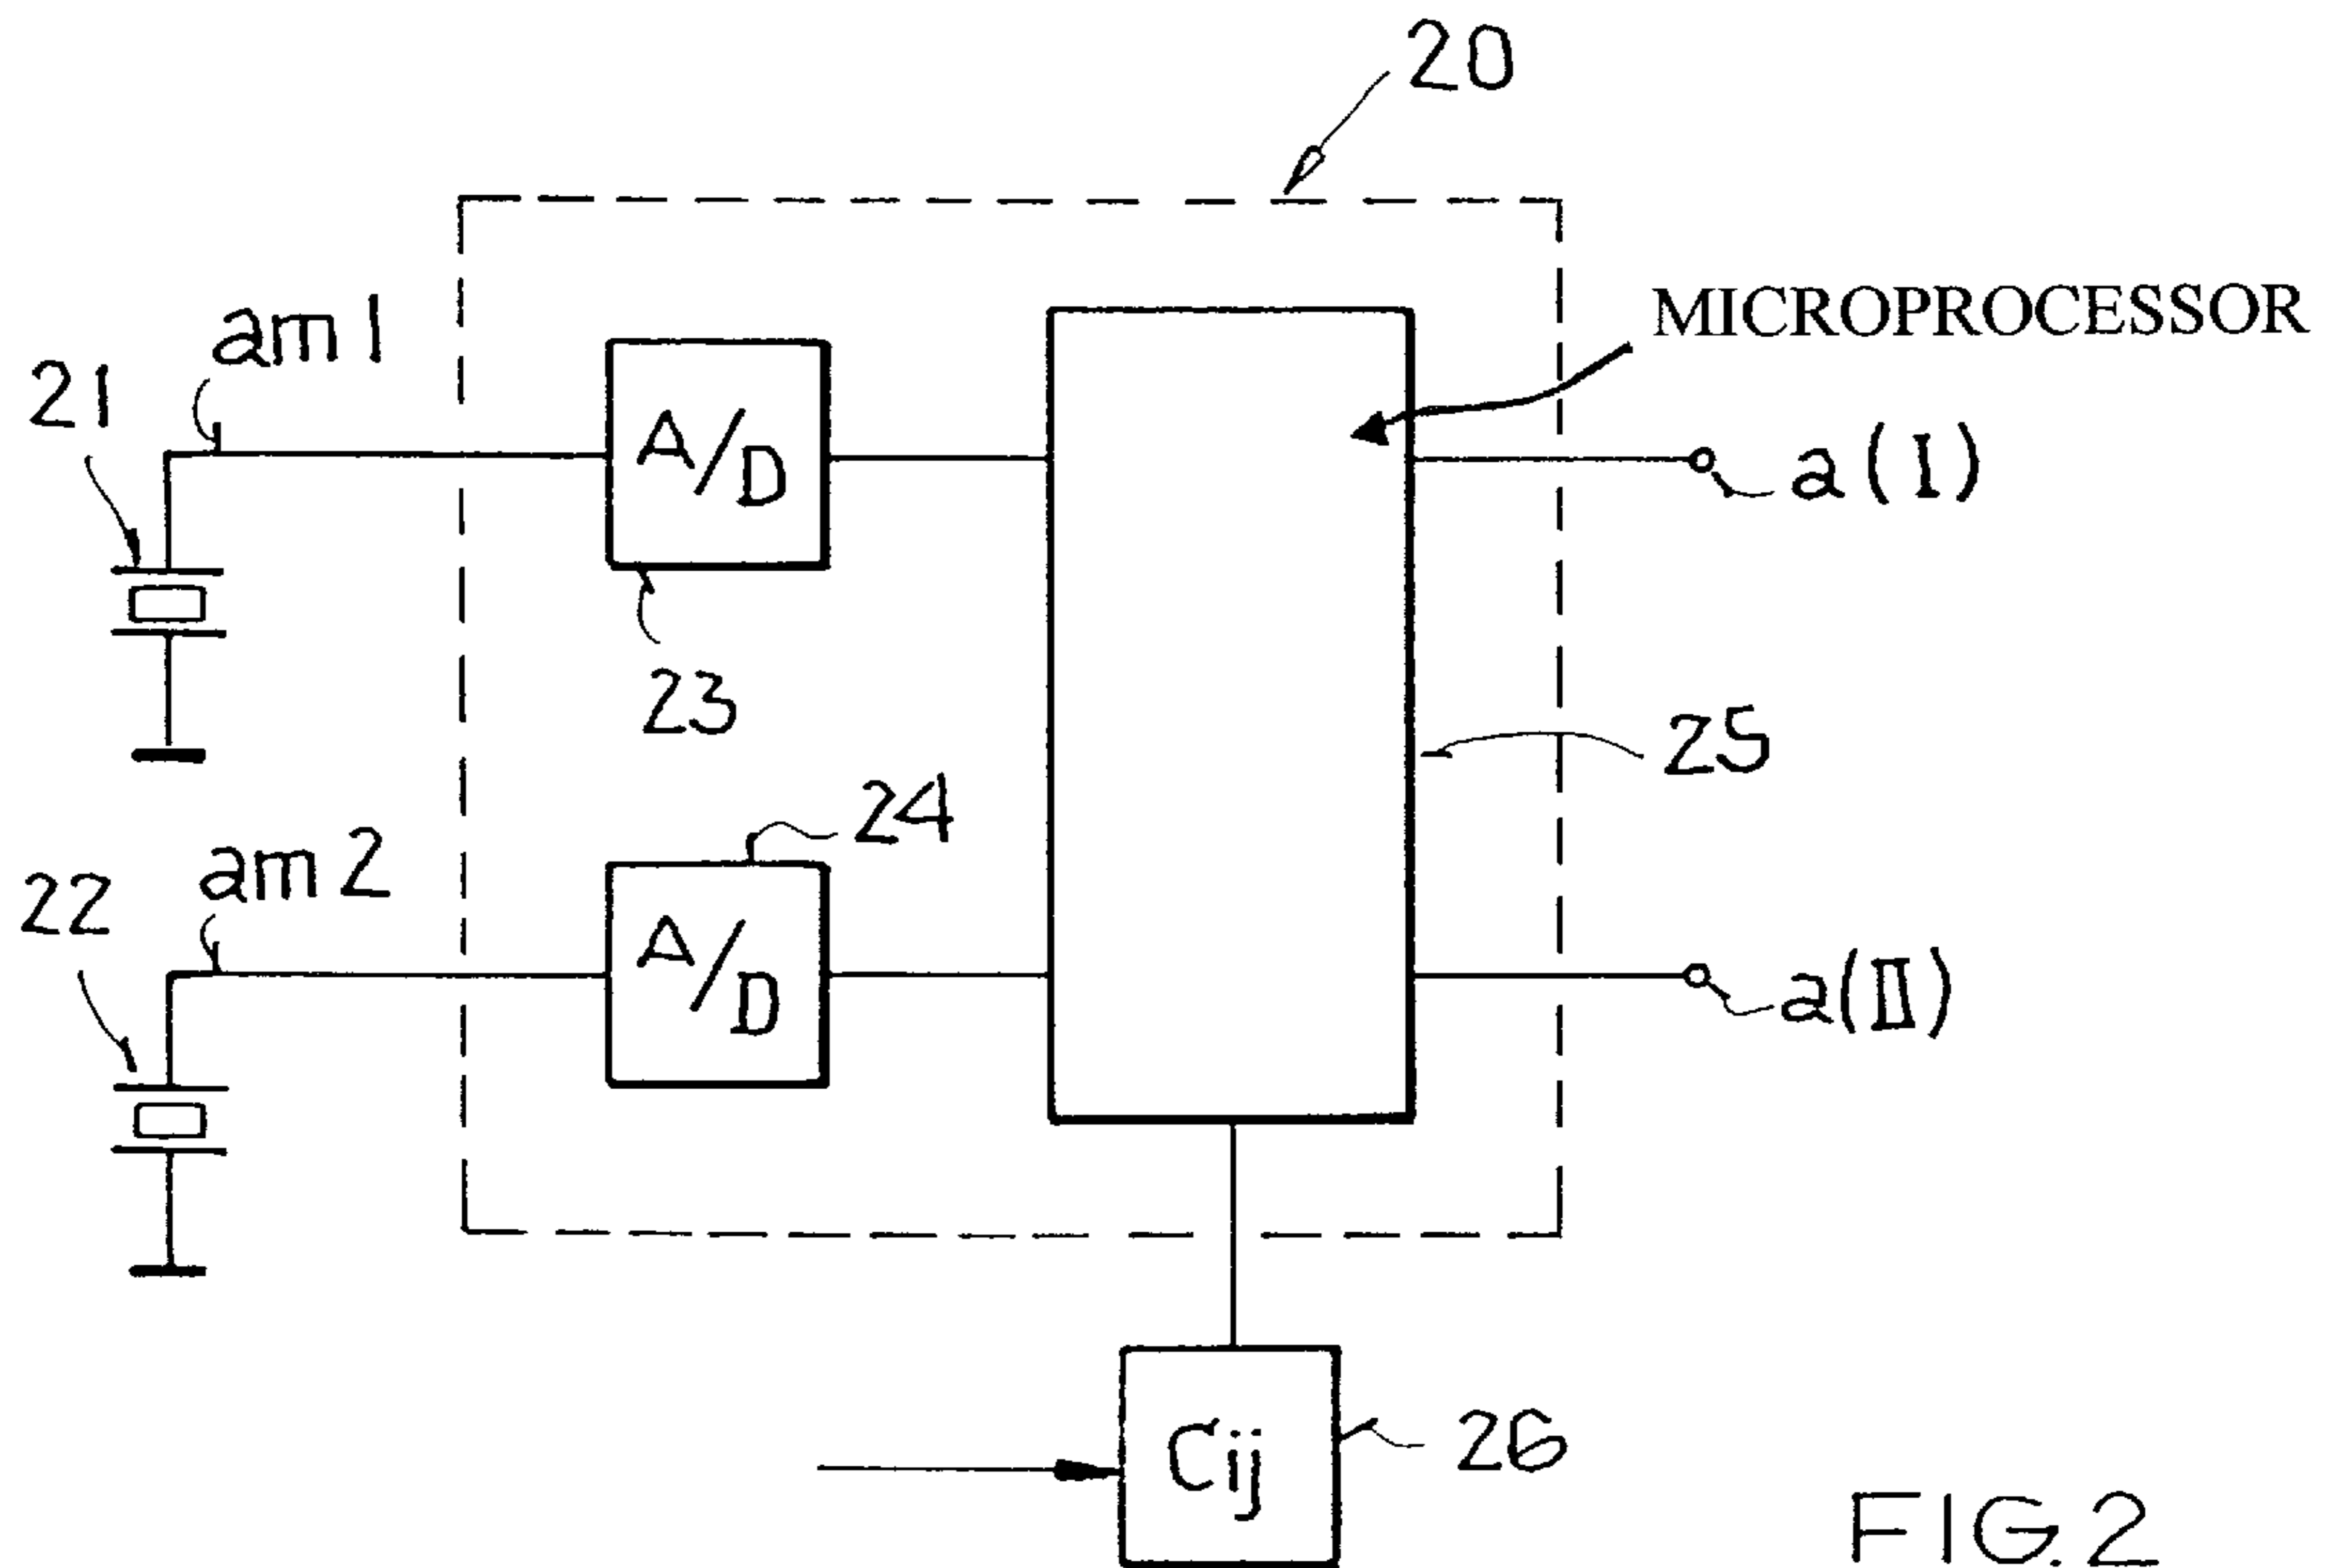 20
MICROPROCESSOR
am1
21
A/D
a(I)
23
25
24
am2
22
A/D
a(II)
Cij
26
FIG.2